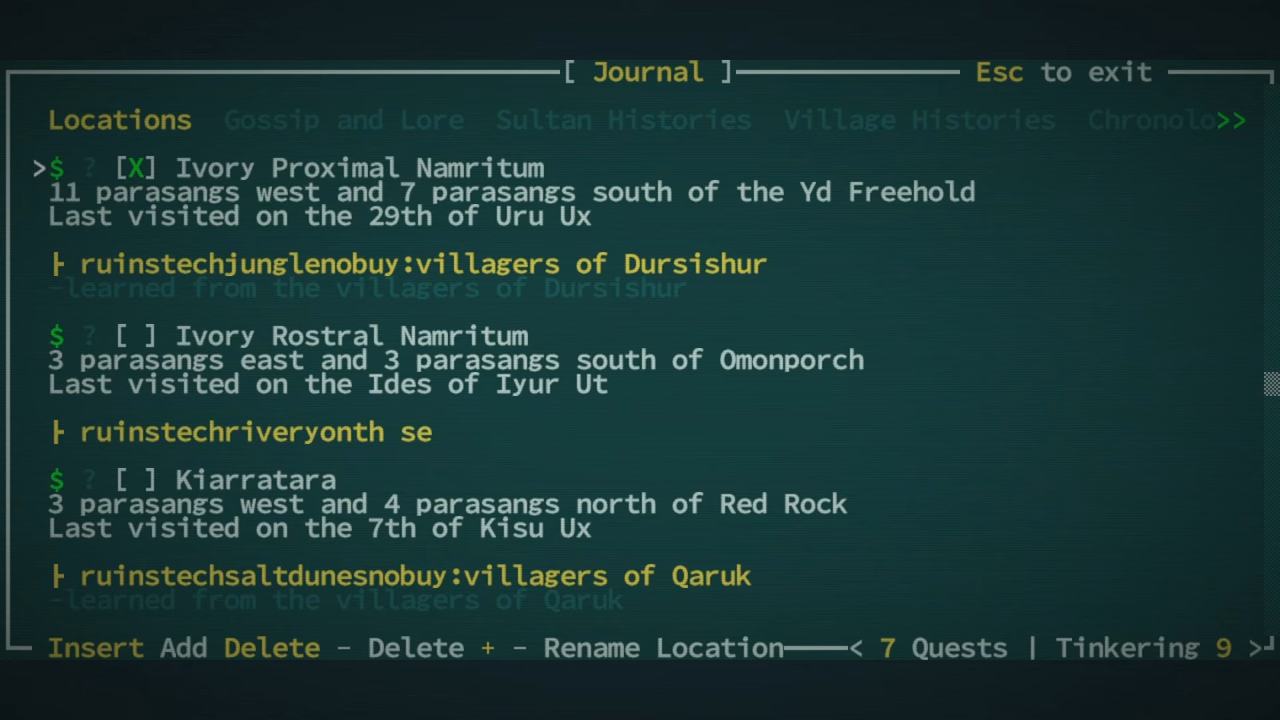 [ Journal ] Esc to exit
Locations Gossip and Lore Sultan Histories Village Histories Chronolo>>
>$ ? [X] Ivory Proximal Namritum
11 parasangs west and 7 parasangs south of the Yd Freehold
Last visited on the 29th of Uru Ux
├ ruinstechjunglenobuy:villagers of Dursishur
-learned from the villagers of Dursishur
$ ? [ ] Ivory Rostral Namritum
3 parasangs east and 3 parasangs south of Omonporch
Last visited on the Ides of Iyur Ut
├ ruinstechriveryonth se
$ ? [ ] Kiarratara
3 parasangs west and 4 parasangs north of Red Rock
Last visited on the 7th of Kisu Ux
├ ruinstechsaltdunesnobuy:villagers of Qaruk
-learned from the villagers of Qaruk
Insert Add Delete - Delete + - Rename Location < 7 Quests | Tinkering 9 >